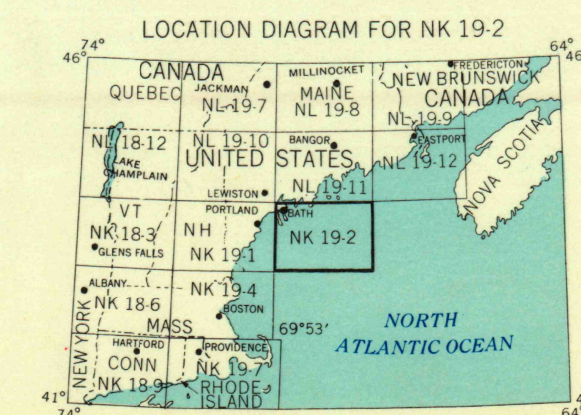 LOCATION DIAGRAM FOR NK 19-2
74°
64°
46°
46
CANADA
QUEBEC
JACKMAN
NL 19-7
MILLINOCKET
MAINE
NL 19-8
FREDERICTON
NEW BRUNSWICK
CANADA
NL 19-9
NL 18-12
LAKE
CHAMPLAIN
NL 19-10
BANGOR
EASTPORT
UNITED STATES
NL 19-12
NOVA SCOTIA
LEWISTON
NL 19-11
VT
NK 18-3
GLENS FALLS
PORTLAND
NH
NK 19-1
BATH
NK 19-2
ALBANY
NK 18-6
NEW YORK
NK 19-4
BOSTON
MASS
69°53'
NORTH
ATLANTIC OCEAN
HARTFORD
CONN
NK 18-9
PROVIDENCE
NK 19-7
RHODE
ISLAND
41°
74°
64